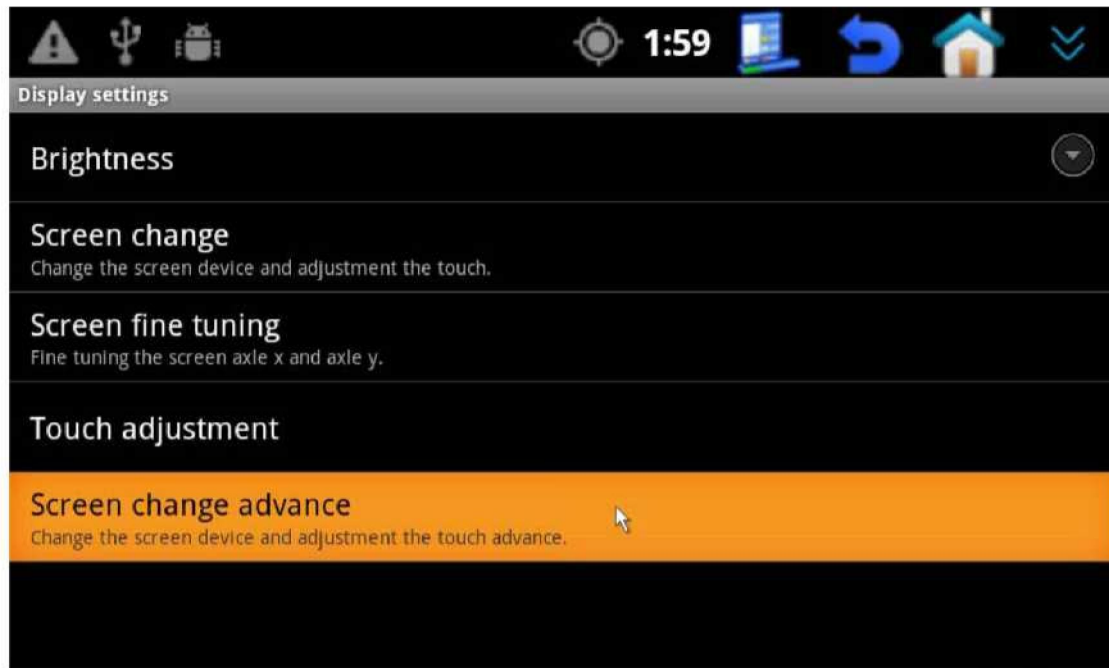 1:59
Display settings
Brightness
Screen change
Change the screen device and adjustment the touch.
Screen fine tuning
Fine tuning the screen axle x and axle y.
Touch adjustment
Screen change advance
Change the screen device and adjustment the touch advance.